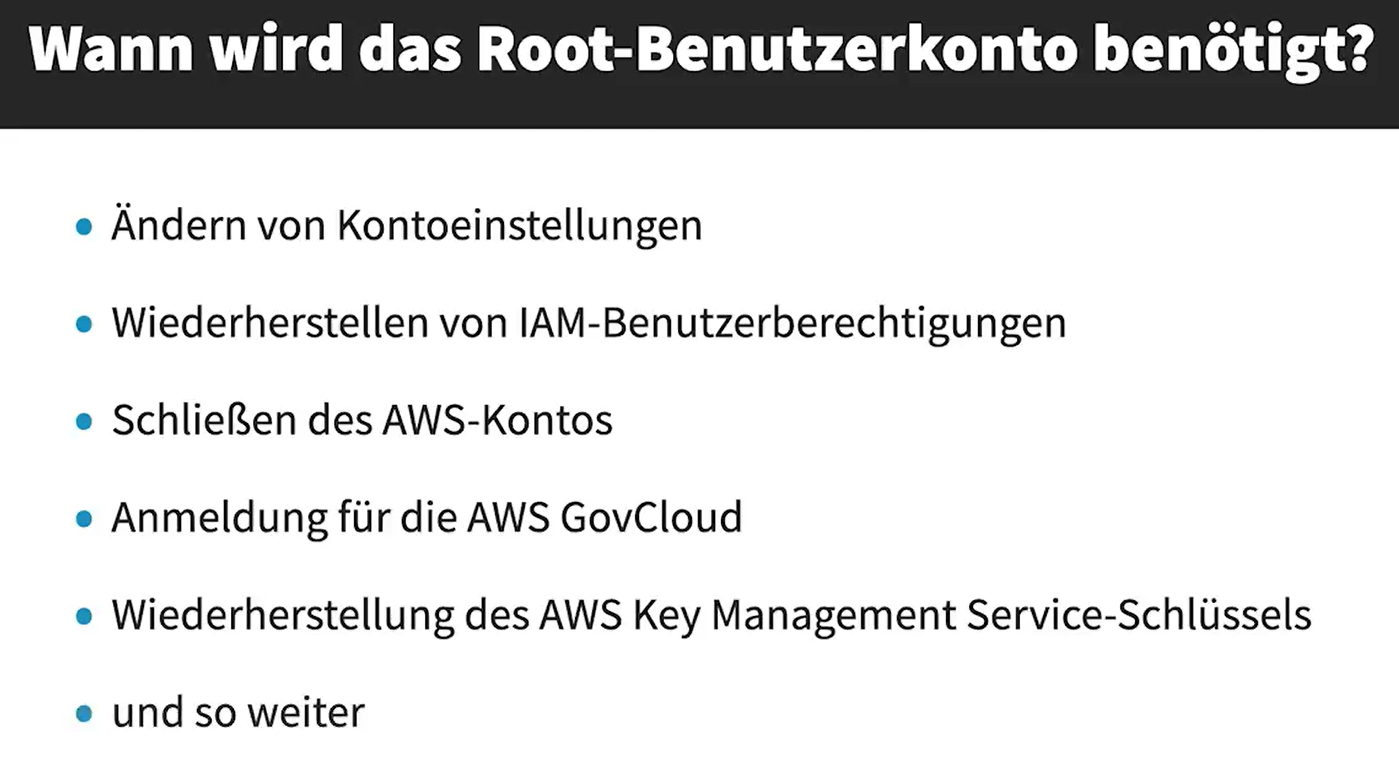 Wann wird das Root-Benutzerkonto benötigt?
• Ändern von Kontoeinstellungen
• Wiederherstellen von IAM-Benutzerberechtigungen
• Schließen des AWS-Kontos
• Anmeldung für die AWS GovCloud
• Wiederherstellung des AWS Key Management Service-Schlüssels
• und so weiter